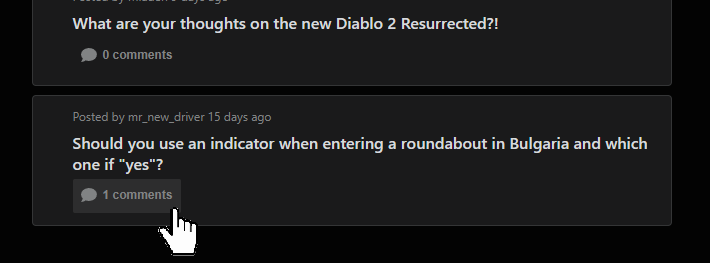 What are your thoughts on the new Diablo 2 Resurrected?!
0 comments
Posted by mr_new_driver 15 days ago
Should you use an indicator when entering a roundabout in Bulgaria and which
one if "yes"?
1 comments